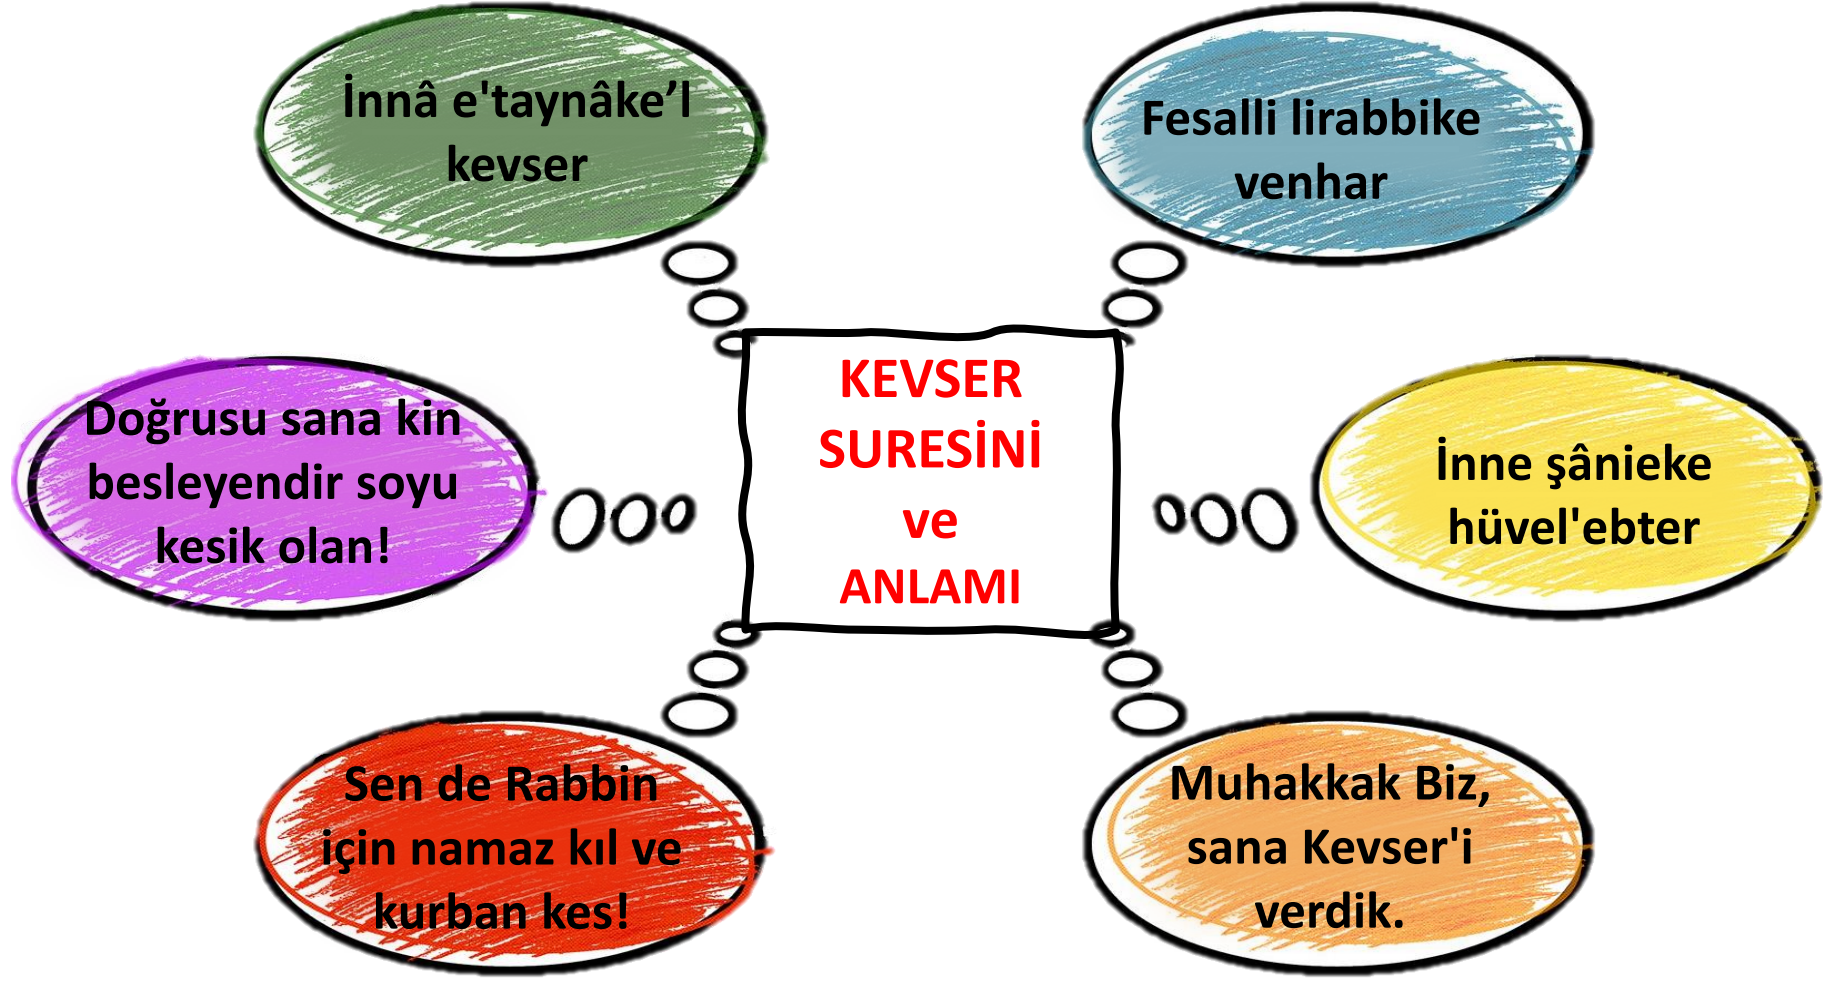 İnnâ e'taynâke’l
kevser
Fesalli lirabbike
venhar
KEVSER
SURESİNİ
ve
ANLAMI
Doğrusu sana kin
besleyendir soyu
kesik olan!
İnne şânieke
hüvel'ebter
Sen de Rabbin
için namaz kıl ve
kurban kes!
Muhakkak Biz,
sana Kevser'i
verdik.